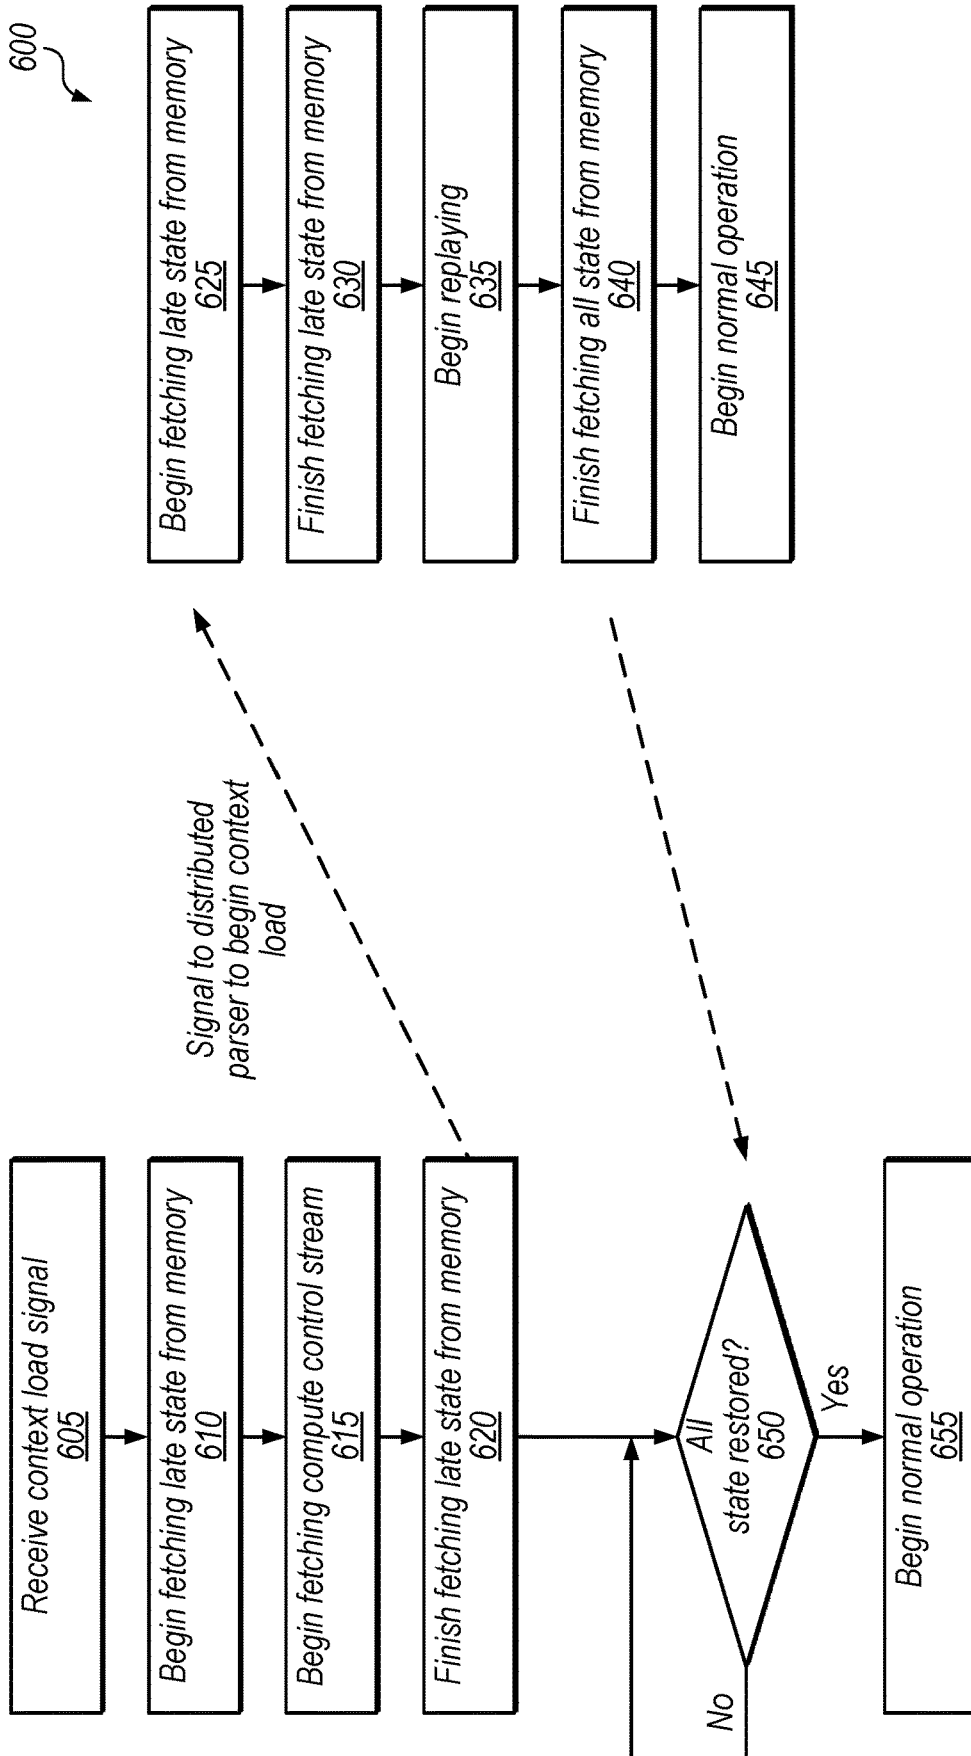 600
Receive context load signal
605
Begin fetching late state from memory
610
Begin fetching compute control stream
615
Finish fetching late state from memory
620
All
state restored?
650
No
Yes
Begin normal operation
655
Signal to distributed
parser to begin context
load
Begin fetching late state from memory
625
Finish fetching late state from memory
630
Begin replaying
635
Finish fetching all state from memory
640
Begin normal operation
645